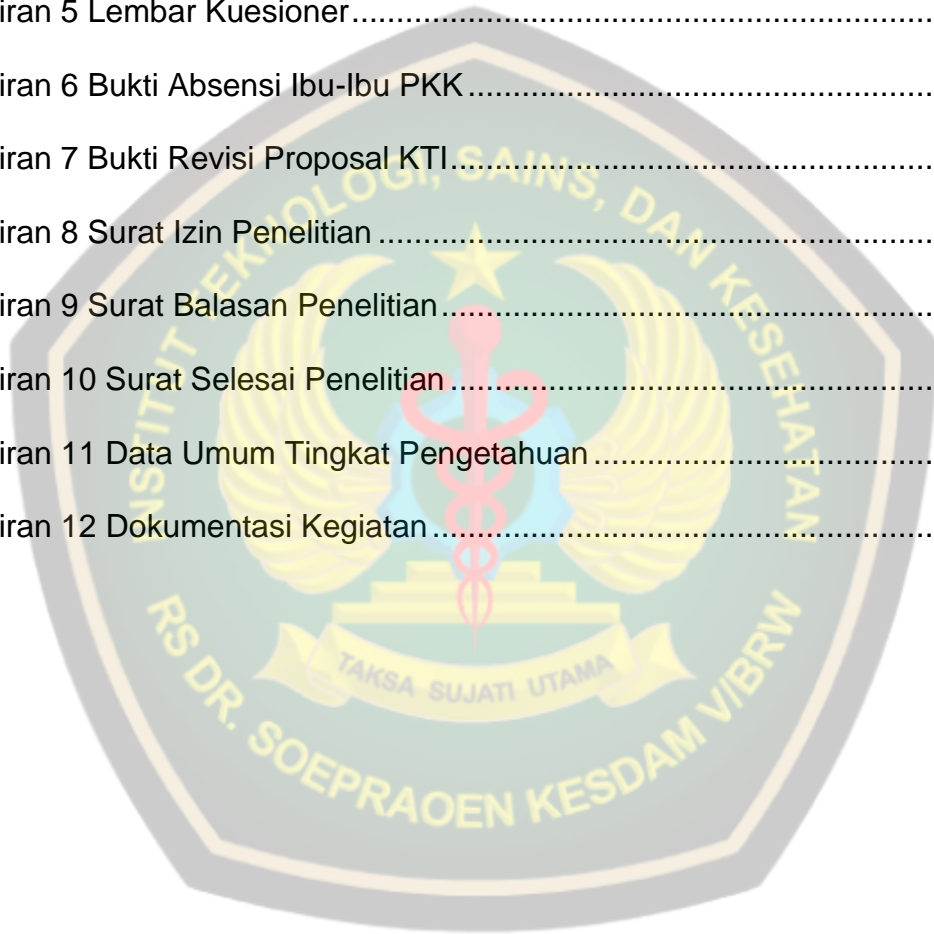 iran 5 Lembar Kuesioner................................................................................
iran 6 Bukti Absensi Ibu-Ibu PKK................................................................
iran 7 Bukti Revisi Proposal KTI.................................................................
iran 8 Surat Izin Penelitian..........................................................................
iran 9 Surat Balasan Penelitian...................................................................
iran 10 Surat Selesai Penelitian..................................................................
iran 11 Data Umum Tingkat Pengetahuan...................................................
iran 12 Dokumentasi Kegiatan.....................................................................
INSTITUT TEKNOLOGI, SAINS, DAN KESEHATAN
TAKSA SUJATI UTAMA
RS DR. SOEPRAOEN KESDAM V/BRW